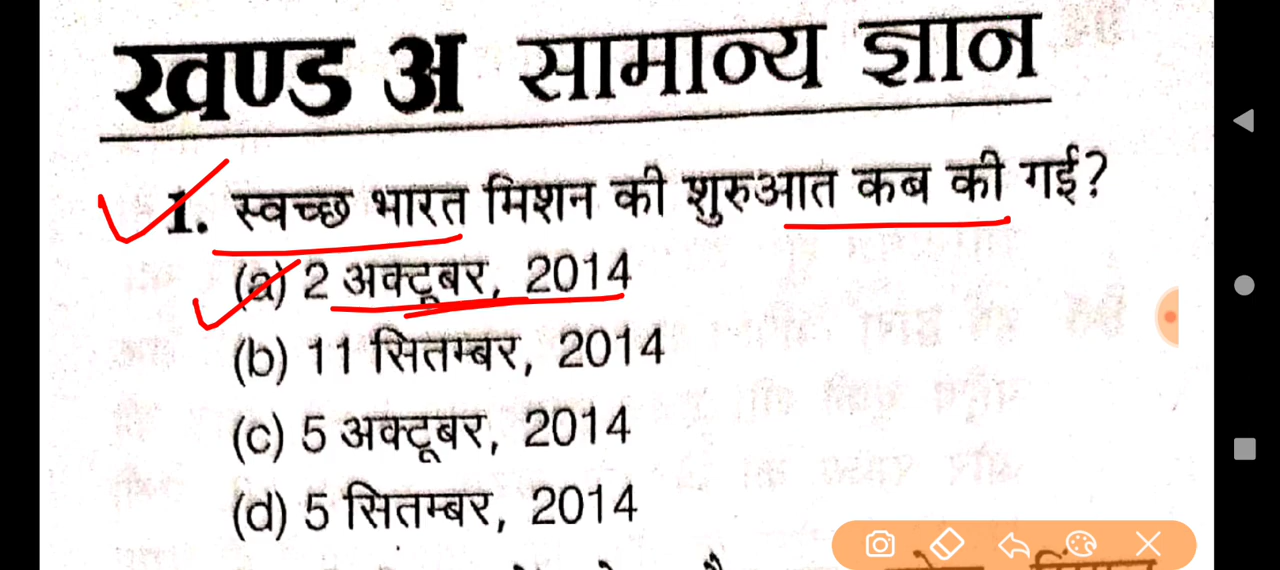 खण्ड अ सामान्य ज्ञान
1. स्वच्छ भारत मिशन की शुरुआत कब की गई?
(a) 2 अक्टूबर, 2014
(b) 11 सितम्बर, 2014
(c) 5 अक्टूबर, 2014
(d) 5 सितम्बर, 2014